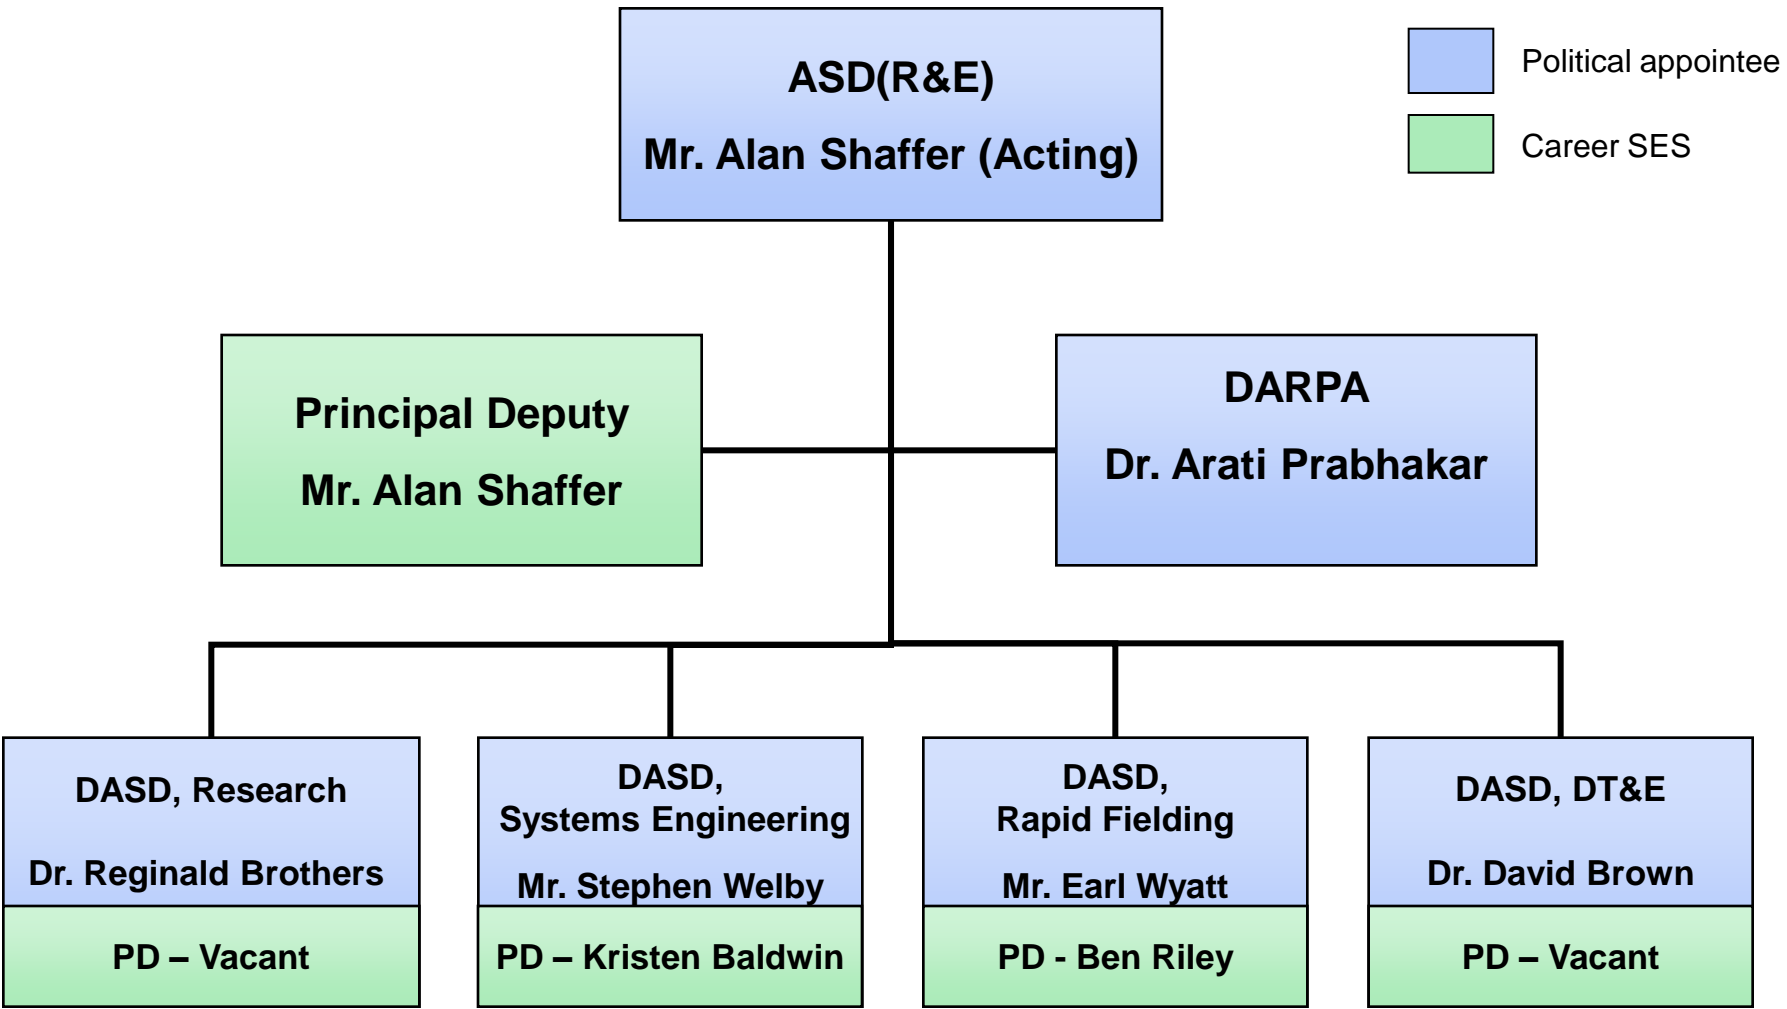 ASD(R&E)
Mr. Alan Shaffer (Acting)
Political appointee
Career SES
Principal Deputy
Mr. Alan Shaffer
DARPA
Dr. Arati Prabhakar
DASD, Research
Dr. Reginald Brothers
PD – Vacant
DASD,
Systems Engineering
Mr. Stephen Welby
PD – Kristen Baldwin
DASD,
Rapid Fielding
Mr. Earl Wyatt
PD - Ben Riley
DASD, DT&E
Dr. David Brown
PD – Vacant